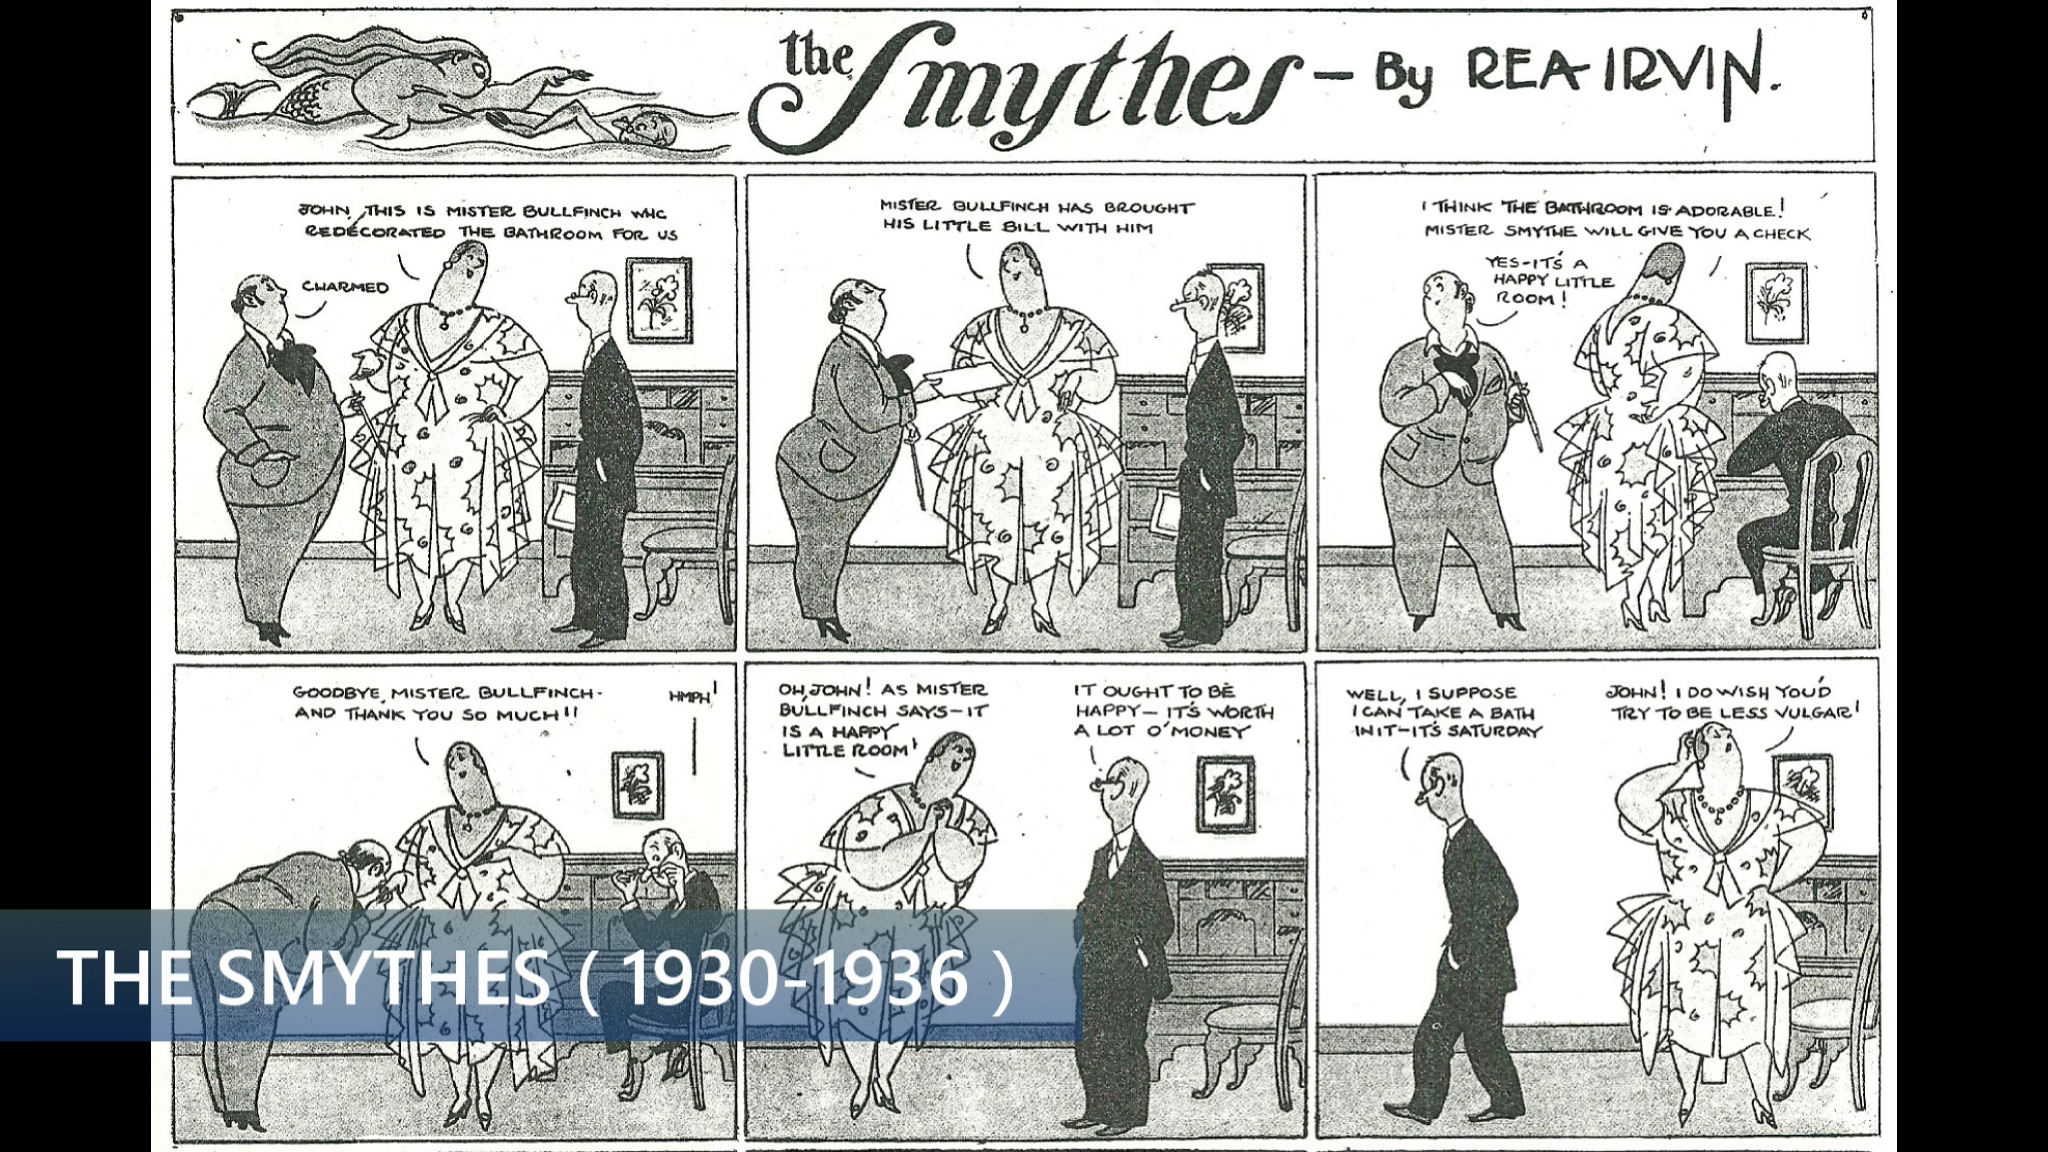 the Smythes - By REA IRVIN.
JOHN, THIS IS MISTER BULLFINCH WHO
REDECORATED THE BATHROOM FOR US
CHARMED
MISTER BULLFINCH HAS BROUGHT
HIS LITTLE BILL WITH HIM
I THINK THE BATHROOM IS ADORABLE!
MISTER SMYTHE WILL GIVE YOU A CHECK
YES-IT'S A
HAPPY LITTLE
ROOM!
GOODBYE, MISTER BULLFINCH-
AND THANK YOU SO MUCH!!
HMPH!
OH, JOHN! AS MISTER
BULLFINCH SAYS-IT
IS A HAPPY
LITTLE ROOM!
IT OUGHT TO BE
HAPPY-IT'S WORTH
A LOT O' MONEY
WELL, I SUPPOSE
I CAN TAKE A BATH
IN IT-IT'S SATURDAY
JOHN! I DO WISH YOU'D
TRY TO BE LESS VULGAR!
THE SMYTHES ( 1930-1936 )